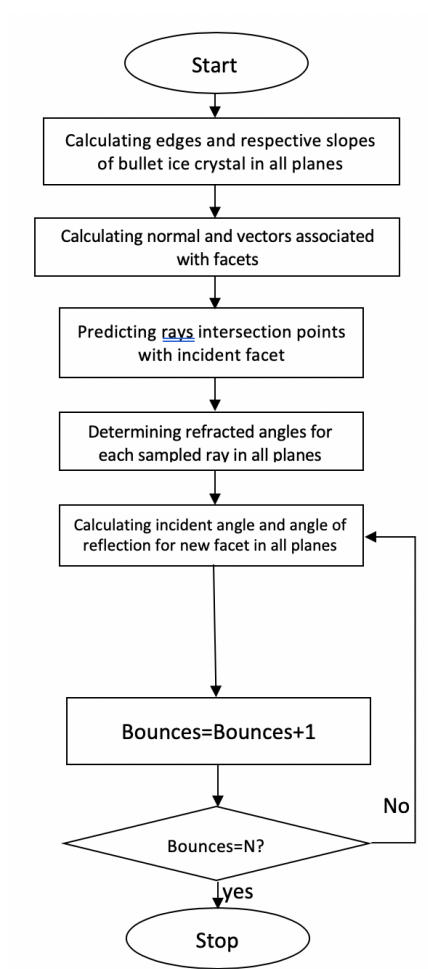 Start
Calculating edges and respective slopes
of bullet ice crystal in all planes
Calculating normal and vectors associated
with facets
Predicting rays intersection points
with incident facet
Determining refracted angles for
each sampled ray in all planes
Calculating incident angle and angle of
reflection for new facet in all planes
Bounces=Bounces+1
No
Bounces=N?
yes
Stop